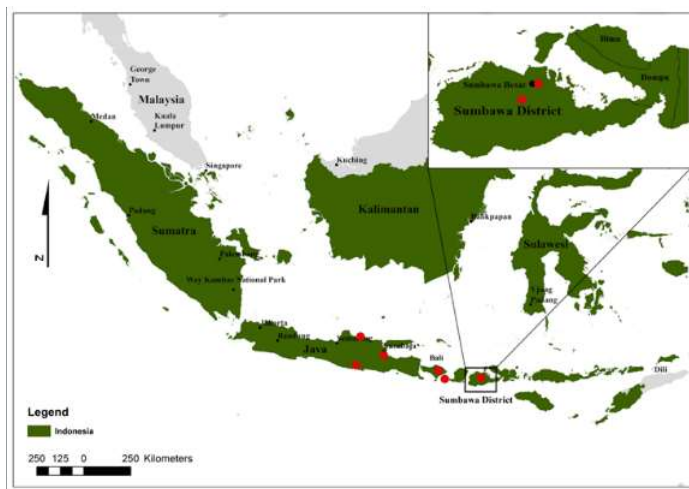 George
Town
Malaysia
Kuala
Lumpur
Medan
Singapore
Kuching
Padang
Sumatra
Palembang
Way Kambas National Park
Kalimantan
Balikpapan
Sulawesi
Ujung
Padang
Jakarta
Bandung
Java
Surabaja
Bali
Sumbawa District
Dili
Bima
Dompu
Sumbawa Besar
Sumbawa District
N
Legend
Indonesia
250 125 0 250 Kilometers